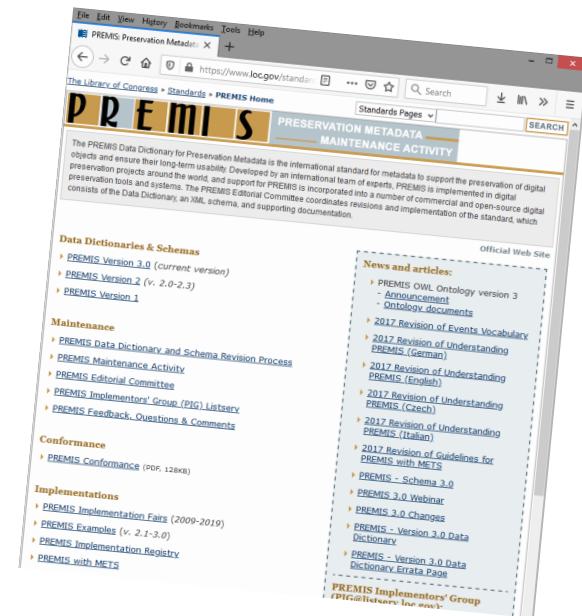 File Edit View History Bookmarks Tools Help
PREMIS: Preservation Metadata
https://www.loc.gov/standar
Search
The Library of Congress » Standards » PREMIS Home
Standards Pages
SEARCH
PREMIS
PRESERVATION METADATA
MAINTENANCE ACTIVITY
The PREMIS Data Dictionary for Preservation Metadata is the international standard for metadata to support the preservation of digital
objects and ensure their long-term usability. Developed by an international team of experts, PREMIS is implemented in digital
preservation projects around the world, and support for PREMIS is incorporated into a number of commercial and open-source digital
preservation tools and systems. The PREMIS Editorial Committee coordinates revisions and implementation of the standard, which
consists of the Data Dictionary, an XML schema, and supporting documentation.
Official Web Site
Data Dictionaries & Schemas
PREMIS Version 3.0 (current version)
PREMIS Version 2 (v. 2.0-2.3)
PREMIS Version 1
Maintenance
PREMIS Data Dictionary and Schema Revision Process
PREMIS Maintenance Activity
PREMIS Editorial Committee
PREMIS Implementors' Group (PIG) Listserv
PREMIS Feedback, Questions & Comments
Conformance
PREMIS Conformance (PDF, 128KB)
Implementations
PREMIS Implementation Fairs (2009-2019)
PREMIS Examples (v. 2.1-3.0)
PREMIS Implementation Registry
PREMIS with METS
News and articles:
PREMIS OWL Ontology version 3
- Announcement
- Ontology documents
2017 Revision of Events Vocabulary
2017 Revision of Understanding
PREMIS (German)
2017 Revision of Understanding
PREMIS (English)
2017 Revision of Understanding
PREMIS (Czech)
2017 Revision of Understanding
PREMIS (Italian)
2017 Revision of Guidelines for
PREMIS with METS
PREMIS - Schema 3.0
PREMIS 3.0 Webinar
PREMIS 3.0 Changes
PREMIS - Version 3.0 Data
Dictionary
PREMIS - Version 3.0 Data
Dictionary Errata Page
PREMIS Implementors' Group
(PIG@listserv.loc.gov):